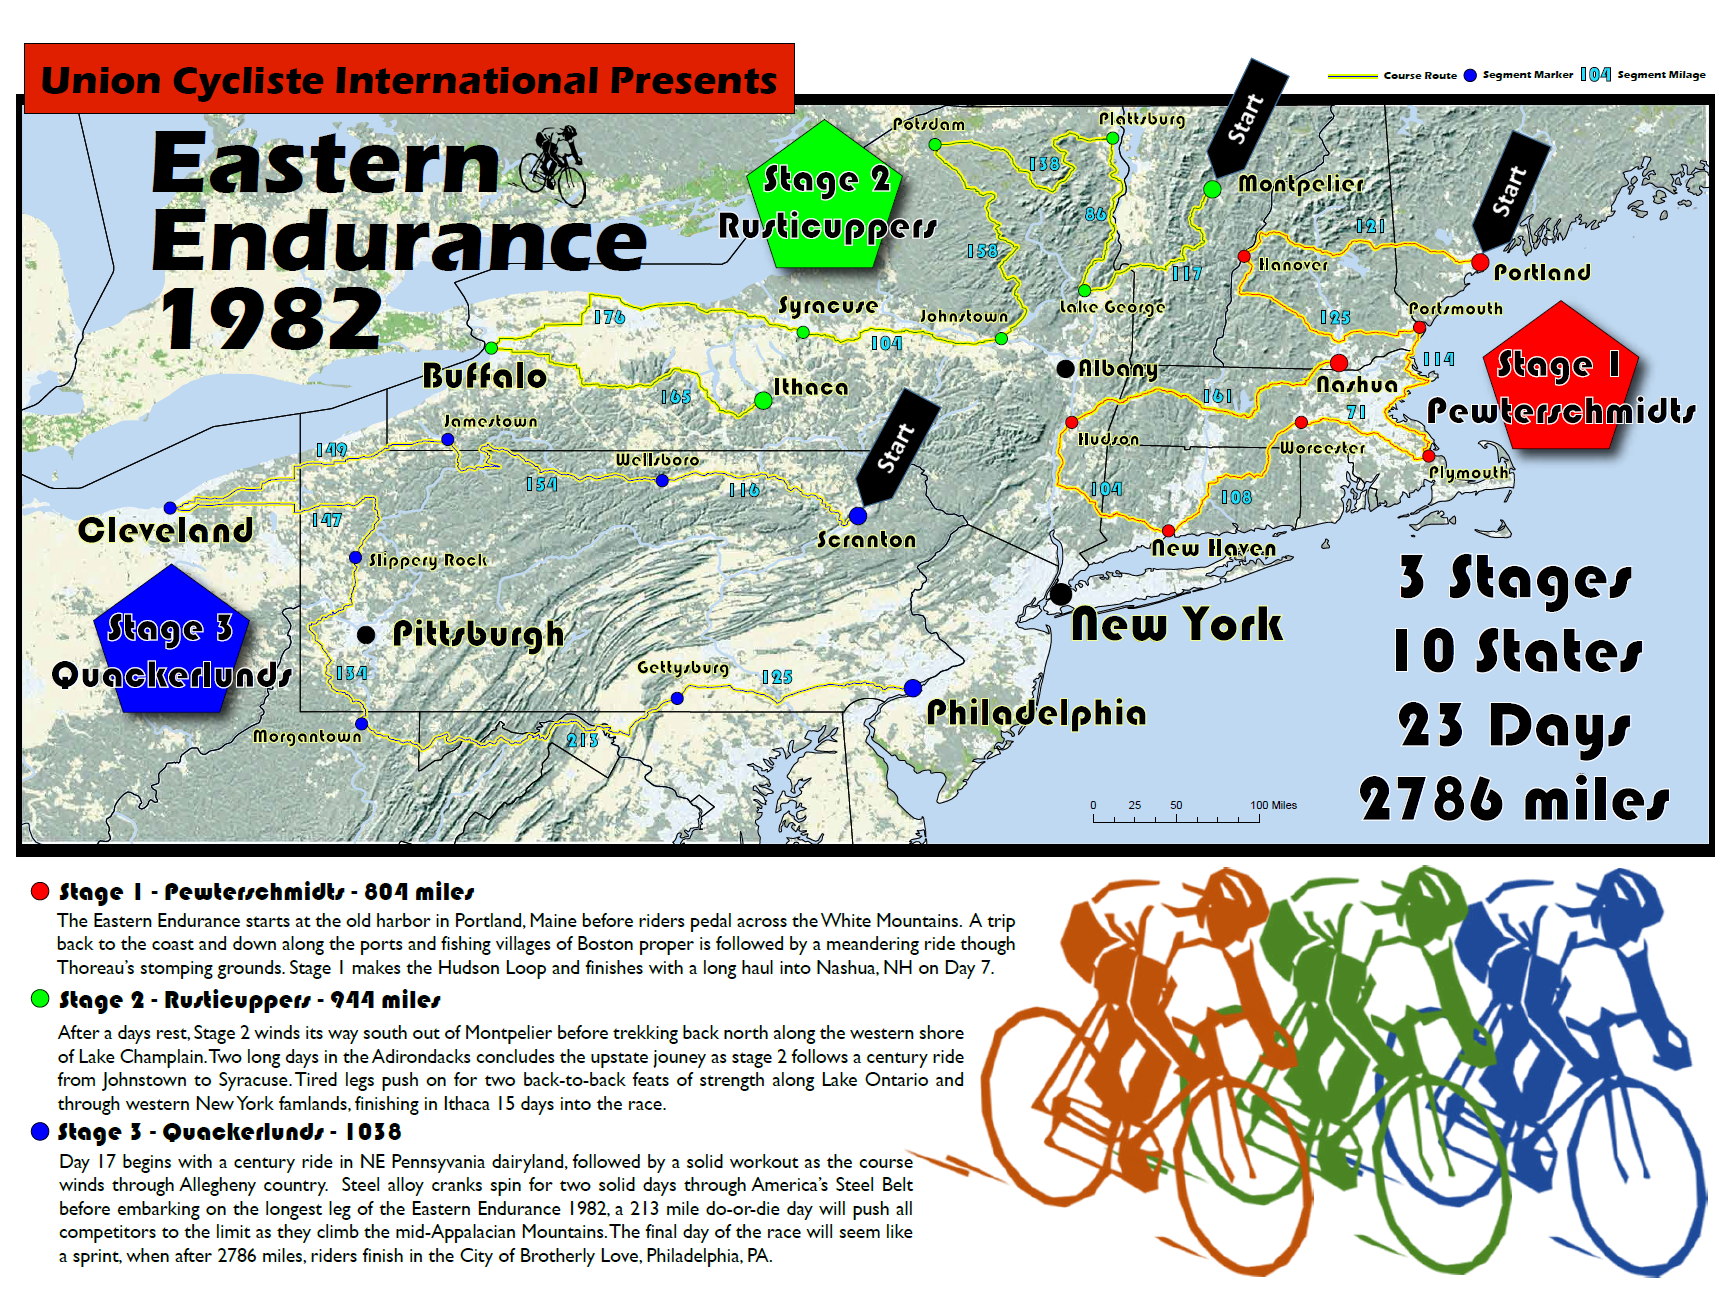 Union Cycliste International Presents
Course Route
Segment Marker
104 Segment Milage
Eastern
Endurance
1982
Stage 2
Rusticuppers
Start
Start
Potsdam
Plattsburg
138
Montpelier
86
121
158
117
Hanover
Portland
Lake George
Syracuse
Johnstown
176
104
125
Portsmouth
114
Stage 1
Pewterschmidts
Buffalo
Albany
Nashua
Ithaca
165
161
71
Jamestown
Start
149
Hudson
Worcester
Wellsboro
Plymouth
154
116
104
108
Cleveland
147
Scranton
New Haven
Slippery Rock
3 Stages
10 States
23 Days
2786 miles
Stage 3
Quackerlunds
Pittsburgh
New York
134
Gettysburg
125
Philadelphia
Morgantown
213
0 25 50 100 Miles
Stage 1 - Pewterschmidts - 804 miles
The Eastern Endurance starts at the old harbor in Portland, Maine before riders pedal across the White Mountains. A trip
back to the coast and down along the ports and fishing villages of Boston proper is followed by a meandering ride though
Thoreau's stomping grounds. Stage 1 makes the Hudson Loop and finishes with a long haul into Nashua, NH on Day 7.
Stage 2 - Rusticuppers - 944 miles
After a days rest, Stage 2 winds its way south out of Montpelier before trekking back north along the western shore
of Lake Champlain. Two long days in the Adirondacks concludes the upstate jouney as stage 2 follows a century ride
from Johnstown to Syracuse. Tired legs push on for two back-to-back feats of strength along Lake Ontario and
through western New York famlands, finishing in Ithaca 15 days into the race.
Stage 3 - Quackerlunds - 1038
Day 17 begins with a century ride in NE Pennsyvania dairyland, followed by a solid workout as the course
winds through Allegheny country. Steel alloy cranks spin for two solid days through America's Steel Belt
before embarking on the longest leg of the Eastern Endurance 1982, a 213 mile do-or-die day will push all
competitors to the limit as they climb the mid-Appalacian Mountains. The final day of the race will seem like
a sprint, when after 2786 miles, riders finish in the City of Brotherly Love, Philadelphia, PA.